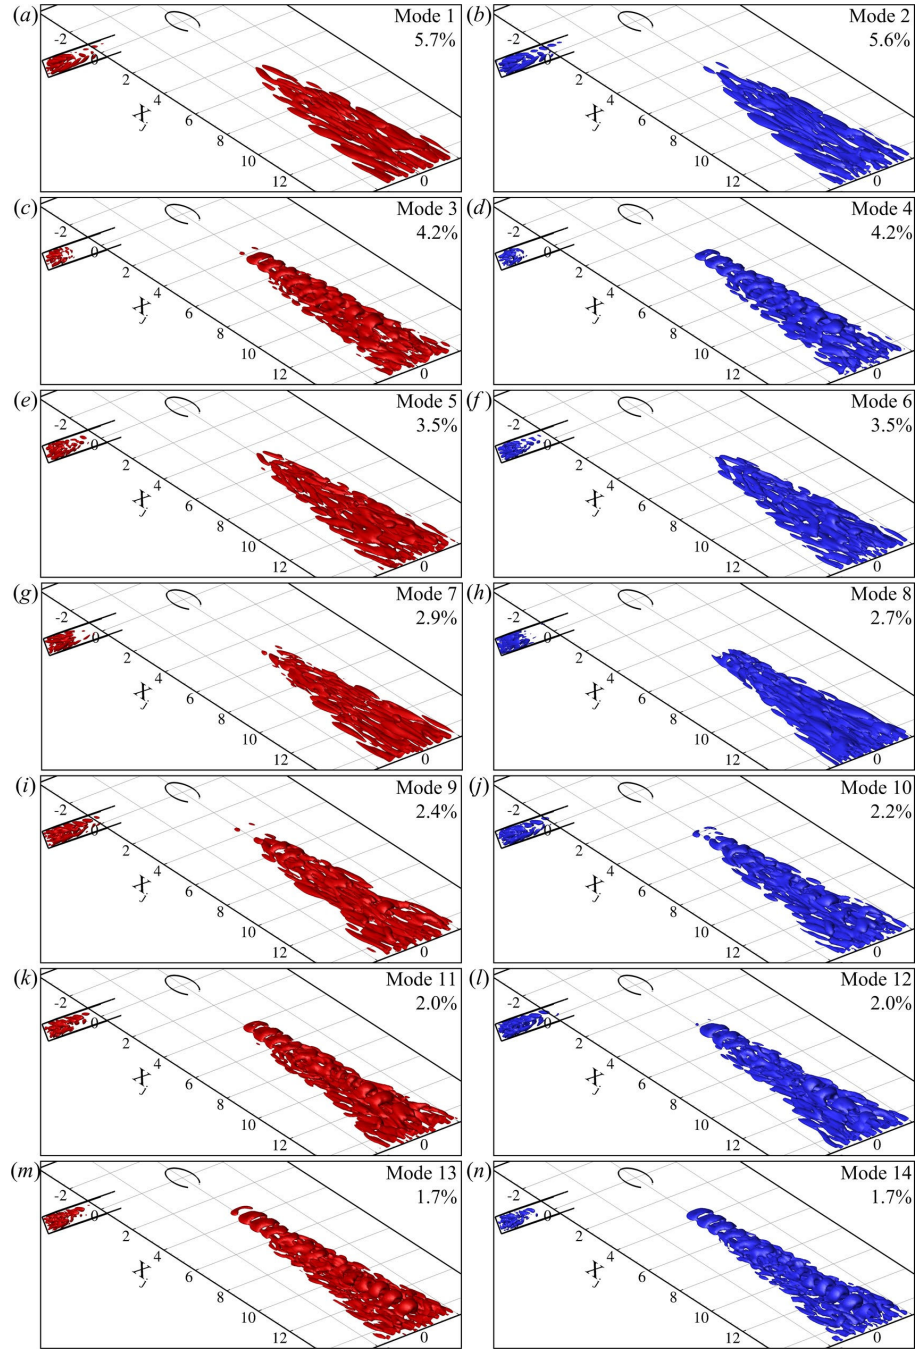 (a) Mode 1 (b) Mode 2
5.7% 5.6%
-2 0 2 4 6 8 10 12 0 -2 0 2 4 6 8 10 12 0
X_j X_j
(c) Mode 3 (d) Mode 4
4.2% 4.2%
-2 0 2 4 6 8 10 12 0 -2 0 2 4 6 8 10 12 0
X_j X_j
(e) Mode 5 (f) Mode 6
3.5% 3.5%
-2 0 2 4 6 8 10 12 0 -2 0 2 4 6 8 10 12 0
X_j X_j
(g) Mode 7 (h) Mode 8
2.9% 2.7%
-2 0 2 4 6 8 10 12 0 -2 0 2 4 6 8 10 12 0
X_j X_j
(i) Mode 9 (j) Mode 10
2.4% 2.2%
-2 0 2 4 6 8 10 12 0 -2 0 2 4 6 8 10 12 0
X_j X_j
(k) Mode 11 (l) Mode 12
2.0% 2.0%
-2 0 2 4 6 8 10 12 0 -2 0 2 4 6 8 10 12 0
X_j X_j
(m) Mode 13 (n) Mode 14
1.7% 1.7%
-2 0 2 4 6 8 10 12 0 -2 0 2 4 6 8 10 12 0
X_j X_j